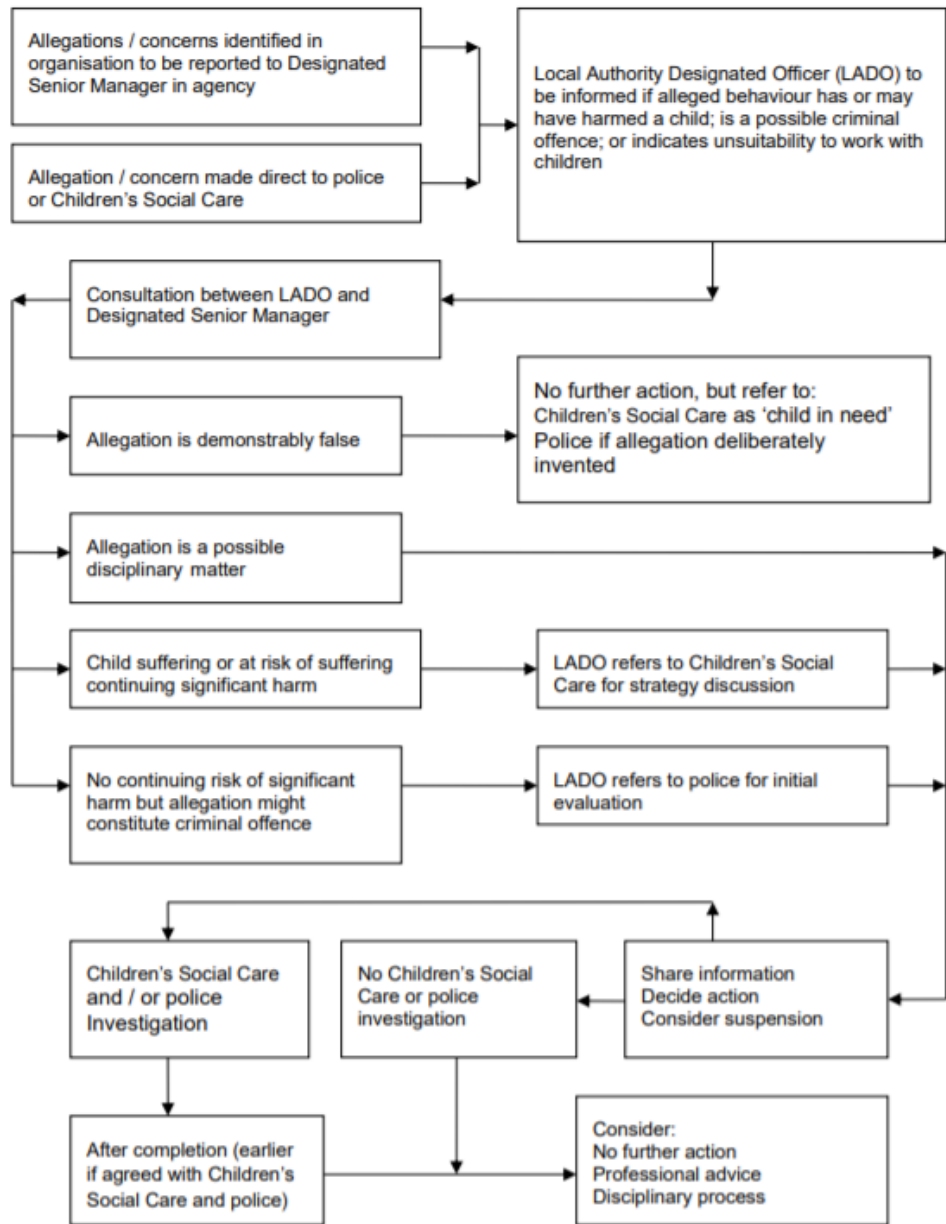 Allegations / concerns identified in
organisation to be reported to Designated
Senior Manager in agency
Local Authority Designated Officer (LADO) to
be informed if alleged behaviour has or may
have harmed a child; is a possible criminal
offence; or indicates unsuitability to work with
children
Allegation / concern made direct to police
or Children's Social Care
Consultation between LADO and
Designated Senior Manager
No further action, but refer to:
Children's Social Care as 'child in need'
Police if allegation deliberately
invented
Allegation is demonstrably false
Allegation is a possible
disciplinary matter
Child suffering or at risk of suffering
continuing significant harm
LADO refers to Children's Social
Care for strategy discussion
No continuing risk of significant
harm but allegation might
constitute criminal offence
LADO refers to police for initial
evaluation
Children's Social Care
and / or police
Investigation
No Children's Social
Care or police
investigation
Share information
Decide action
Consider suspension
After completion (earlier
if agreed with Children's
Social Care and police)
Consider:
No further action
Professional advice
Disciplinary process